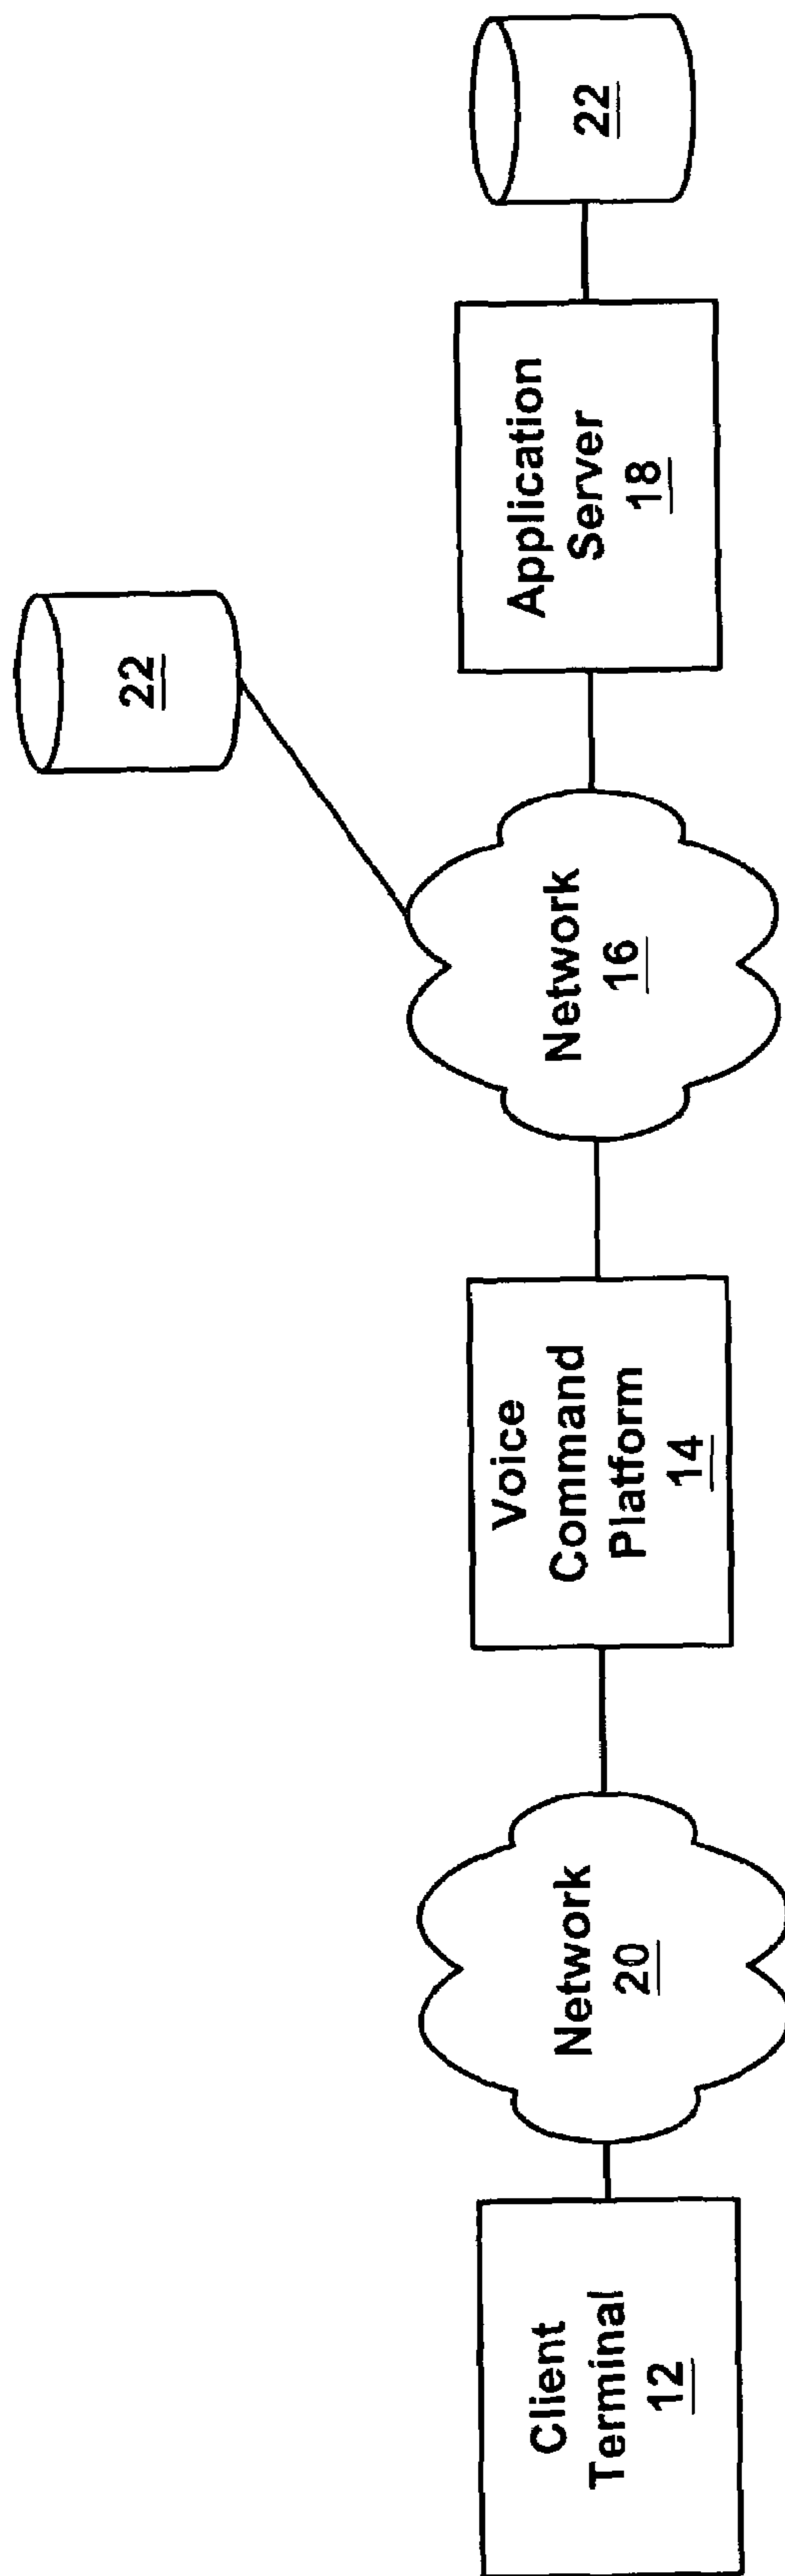 Client
Terminal
12
Network
20
Voice
Command
Platform
14
Network
16
22
Application
Server
18
22